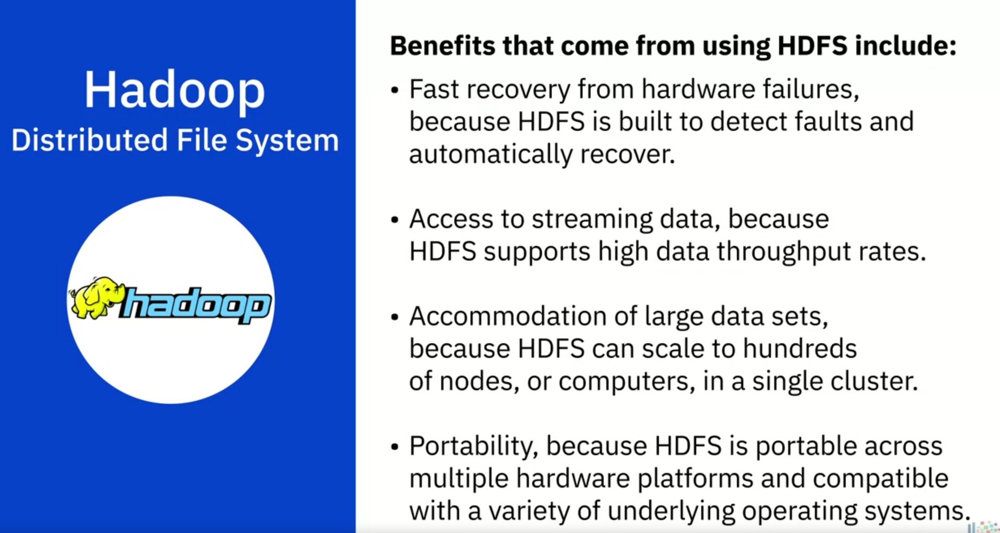 Hadoop
Distributed File System
hadoop
Benefits that come from using HDFS include:
• Fast recovery from hardware failures,
because HDFS is built to detect faults and
automatically recover.
• Access to streaming data, because
HDFS supports high data throughput rates.
• Accommodation of large data sets,
because HDFS can scale to hundreds
of nodes, or computers, in a single cluster.
• Portability, because HDFS is portable across
multiple hardware platforms and compatible
with a variety of underlying operating systems.